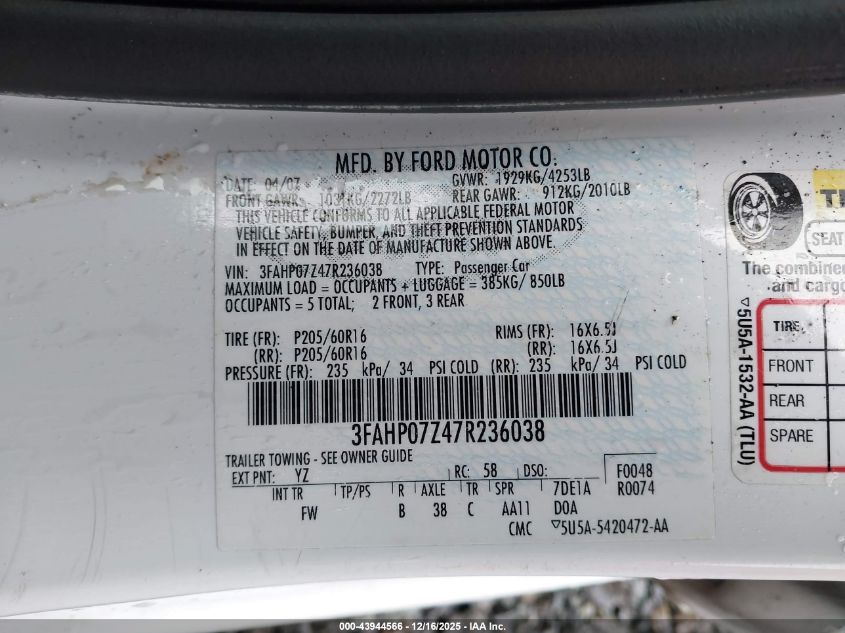 MFD. BY FORD MOTOR CO.
DATE: 04/07 GVWR: 1929KG/4253LB
FRONT GAWR: 1031KG/2272LB REAR GAWR: 912KG/2010LB
THIS VEHICLE CONFORMS TO ALL APPLICABLE FEDERAL MOTOR
VEHICLE SAFETY, BUMPER, AND THEFT PREVENTION STANDARDS
IN EFFECT ON THE DATE OF MANUFACTURE SHOWN ABOVE.
VIN: 3FAHP07Z47R236038 TYPE: Passenger Car
MAXIMUM LOAD = OCCUPANTS + LUGGAGE = 385KG/ 850LB
OCCUPANTS = 5 TOTAL; 2 FRONT, 3 REAR
TIRE (FR): P205/60R16 RIMS (FR): 16X6.5J
(RR): P205/60R16 (RR): 16X6.5J
PRESSURE (FR): 235 kPa/ 34 PSI COLD (RR): 235 kPa/ 34 PSI COLD
3FAHP07Z47R236038
TRAILER TOWING - SEE OWNER GUIDE
EXT PNT: YZ RC: 58 DSO: F0048
INT TR TP/PS R AXLE TR SPR 7DE1A R0074
FW B 38 C AA11 D0A
CMC ▽5U5A-5420472-AA
SEAT
The combine
and cargo
TIRE
FRONT
REAR
SPARE
▽5U5A-1532-AA (TLU)
000-43944566 - 12/16/2025 - IAA Inc.